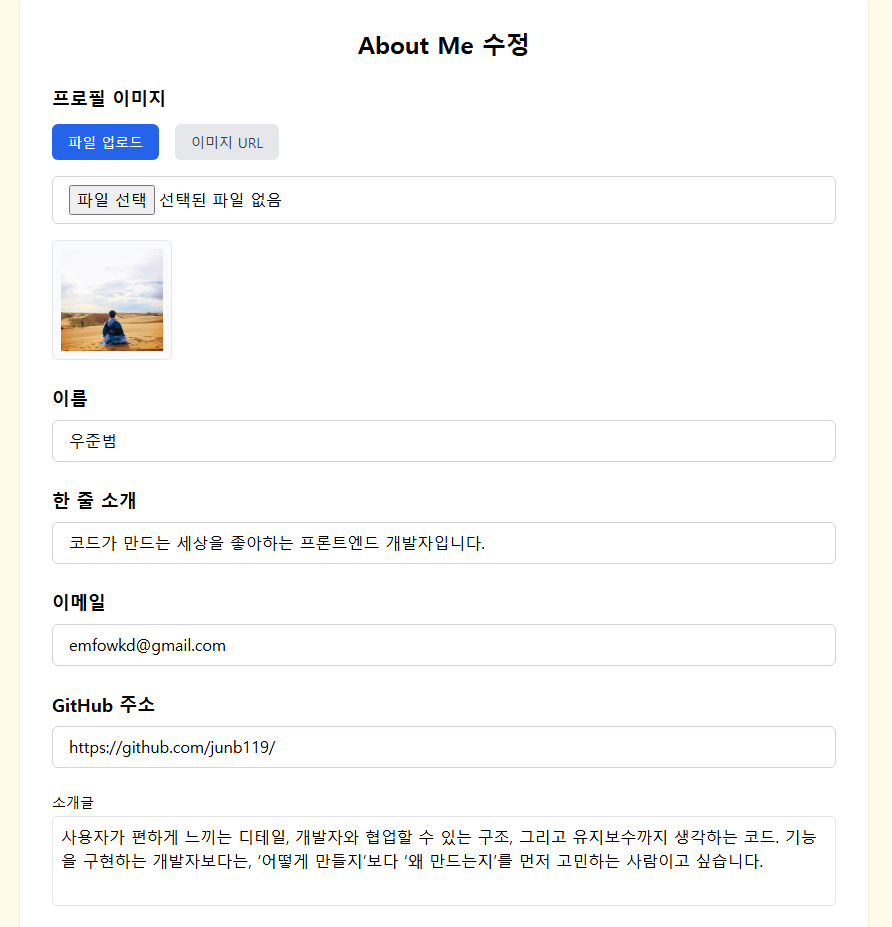 About Me 수정
프로필 이미지
파일 업로드 이미지 URL
파일 선택 선택된 파일 없음
이름
우준범
한 줄 소개
코드가 만드는 세상을 좋아하는 프론트엔드 개발자입니다.
이메일
emfowkd@gmail.com
GitHub 주소
https://github.com/junb119/
소개글
사용자가 편하게 느끼는 디테일, 개발자와 협업할 수 있는 구조, 그리고 유지보수까지 생각하는 코드. 기능
을 구현하는 개발자보다는, ‘어떻게 만들지’보다 ‘왜 만드는지’를 먼저 고민하는 사람이고 싶습니다.